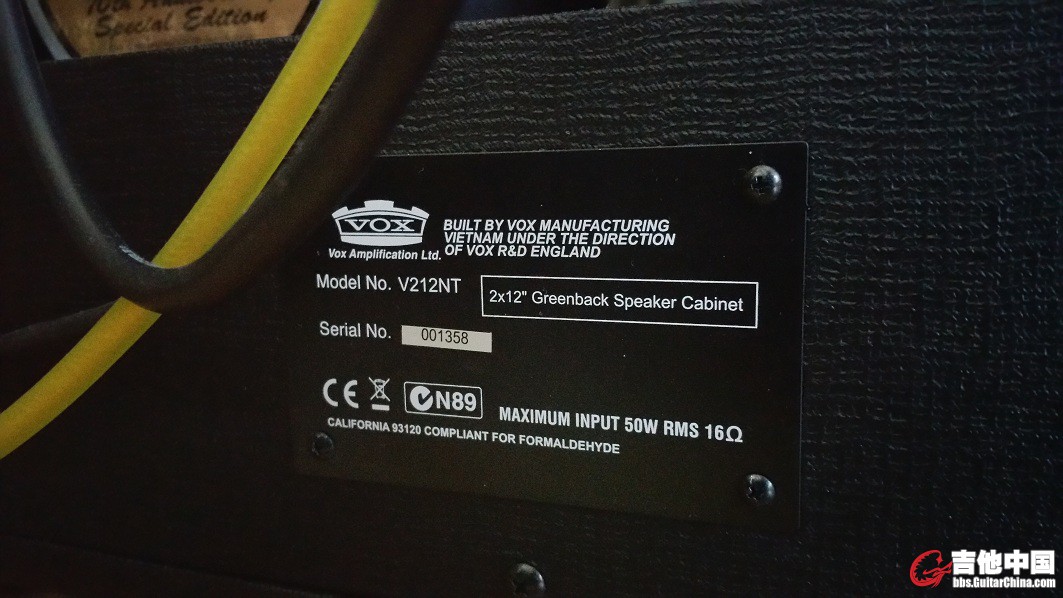 Special Edition
VOX
Vox Amplification Ltd.
BUILT BY VOX MANUFACTURING
VIETNAM UNDER THE DIRECTION
OF VOX R&D ENGLAND
Model No. V212NT
2x12" Greenback Speaker Cabinet
Serial No. 001358
CE N89
MAXIMUM INPUT 50W RMS 16Ω
CALIFORNIA 93120 COMPLIANT FOR FORMALDEHYDE
吉他中国
bbs.GuitarChina.com